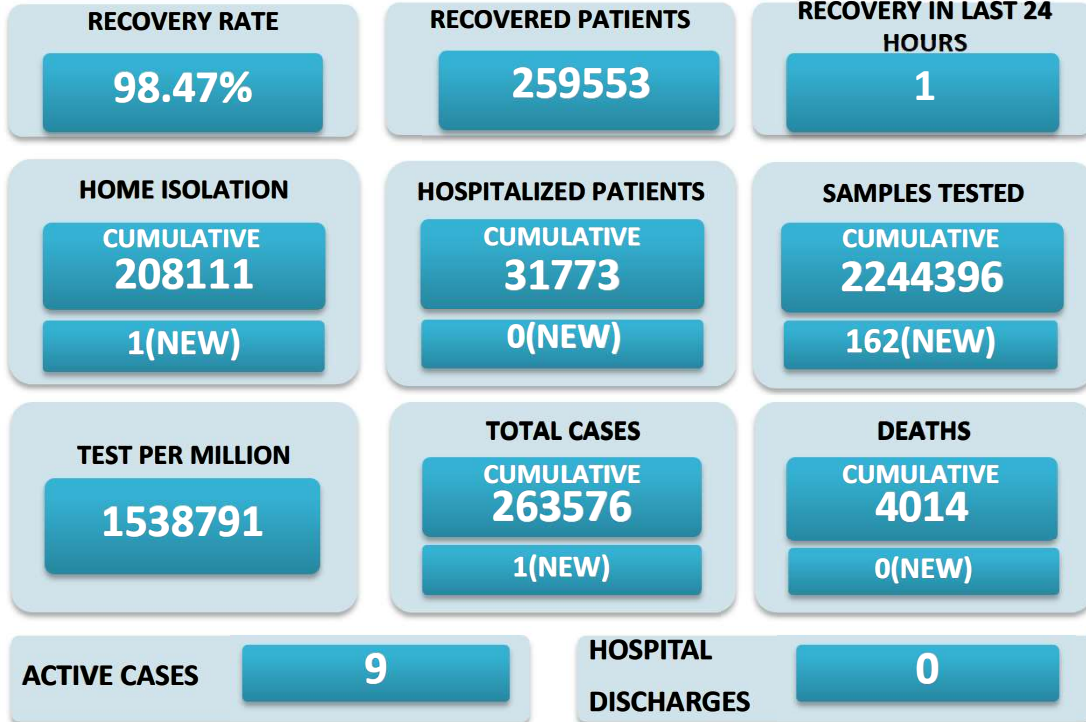 RECOVERY RATE
98.47%
RECOVERED PATIENTS
259553
RECOVERY IN LAST 24
HOURS
1
HOME ISOLATION
CUMULATIVE
208111
1(NEW)
HOSPITALIZED PATIENTS
CUMULATIVE
31773
0(NEW)
SAMPLES TESTED
CUMULATIVE
2244396
162(NEW)
TEST PER MILLION
1538791
TOTAL CASES
CUMULATIVE
263576
1(NEW)
DEATHS
CUMULATIVE
4014
0(NEW)
ACTIVE CASES
9
HOSPITAL
DISCHARGES
0